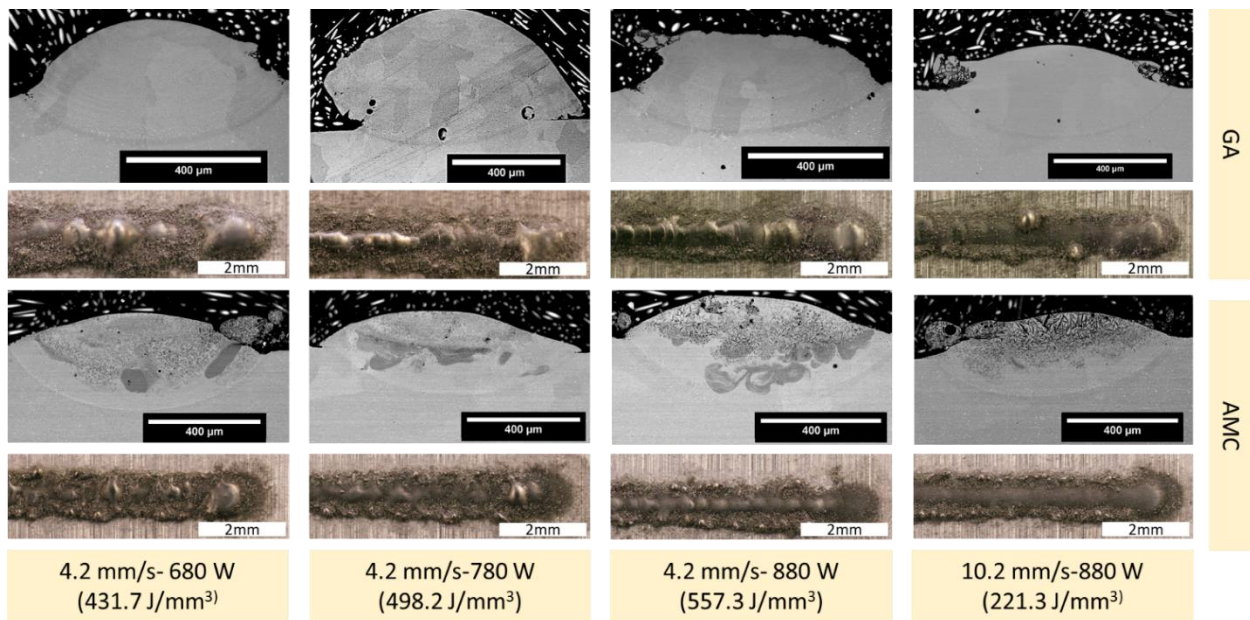 400 µm
400 µm
400 µm
400 µm
GA
2mm
2mm
2mm
2mm
400 µm
400 µm
400 µm
400 µm
AMC
2mm
2mm
2mm
2mm
4.2 mm/s- 680 W
(431.7 J/mm³⁾
4.2 mm/s-780 W
(498.2 J/mm³)
4.2 mm/s- 880 W
(557.3 J/mm³)
10.2 mm/s-880 W
(221.3 J/mm³⁾